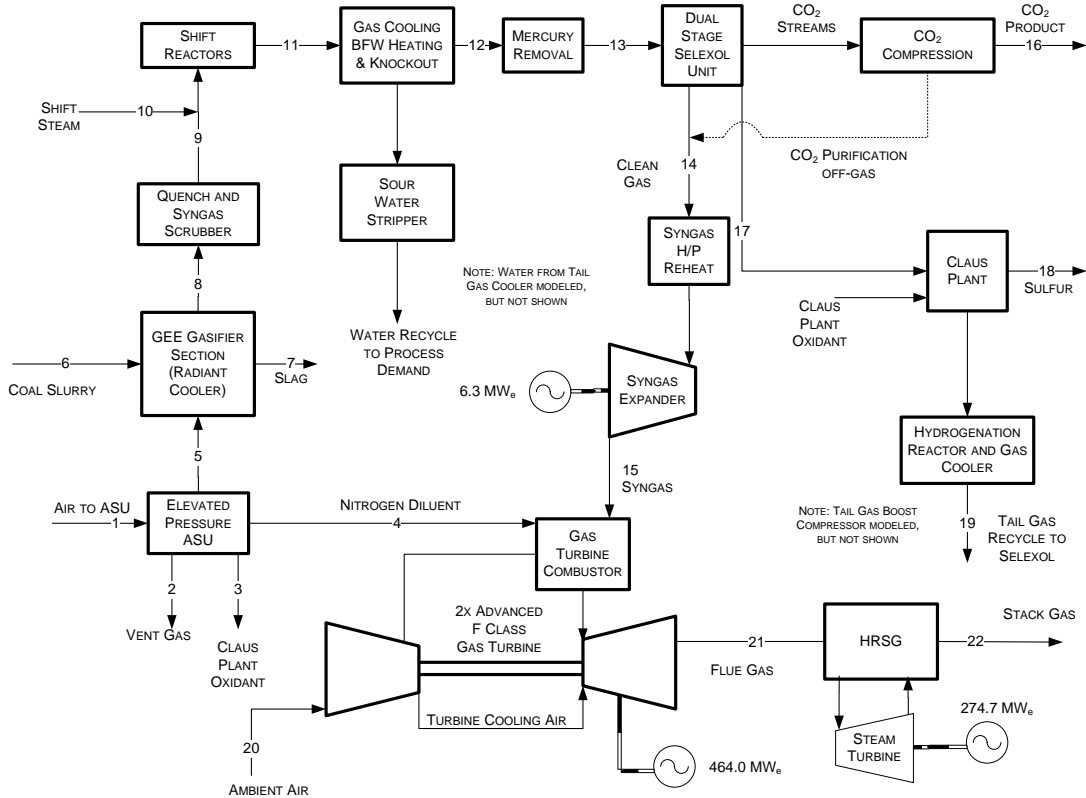 SHIFT
REACTORS
11
GAS COOLING
BFW HEATING
& KNOCKOUT
12
MERCURY
REMOVAL
13
DUAL
STAGE
SELEXOL
UNIT
CO₂
STREAMS
CO₂
COMPRESSION
CO₂
PRODUCT
16
SHIFT
STEAM
10
9
CO₂ PURIFICATION
OFF-GAS
14
CLEAN
GAS
QUENCH AND
SYNGAS
SCRUBBER
SOUR
WATER
STRIPPER
SYNGAS
H/P
REHEAT
17
CLAUS
PLANT
18
SULFUR
CLAUS
PLANT
OXIDANT
NOTE: WATER FROM TAIL
GAS COOLER MODELED,
BUT NOT SHOWN
8
GEE GASIFIER
SECTION
(RADIANT
COOLER)
6
COAL SLURRY
7
SLAG
WATER RECYCLE
TO PROCESS
DEMAND
6.3 MWe
SYNGAS
EXPANDER
HYDROGENATION
REACTOR AND GAS
COOLER
5
15
SYNGAS
AIR TO ASU
1
ELEVATED
PRESSURE
ASU
NITROGEN DILUENT
4
GAS
TURBINE
COMBUSTOR
NOTE: TAIL GAS BOOST
COMPRESSOR MODELED,
BUT NOT SHOWN
19
TAIL GAS
RECYCLE TO
SELEXOL
2
VENT GAS
3
CLAUS
PLANT
OXIDANT
2X ADVANCED
F CLASS
GAS TURBINE
21
FLUE GAS
HRSG
22
STACK GAS
TURBINE COOLING AIR
20
AMBIENT AIR
464.0 MWe
STEAM
TURBINE
274.7 MWe